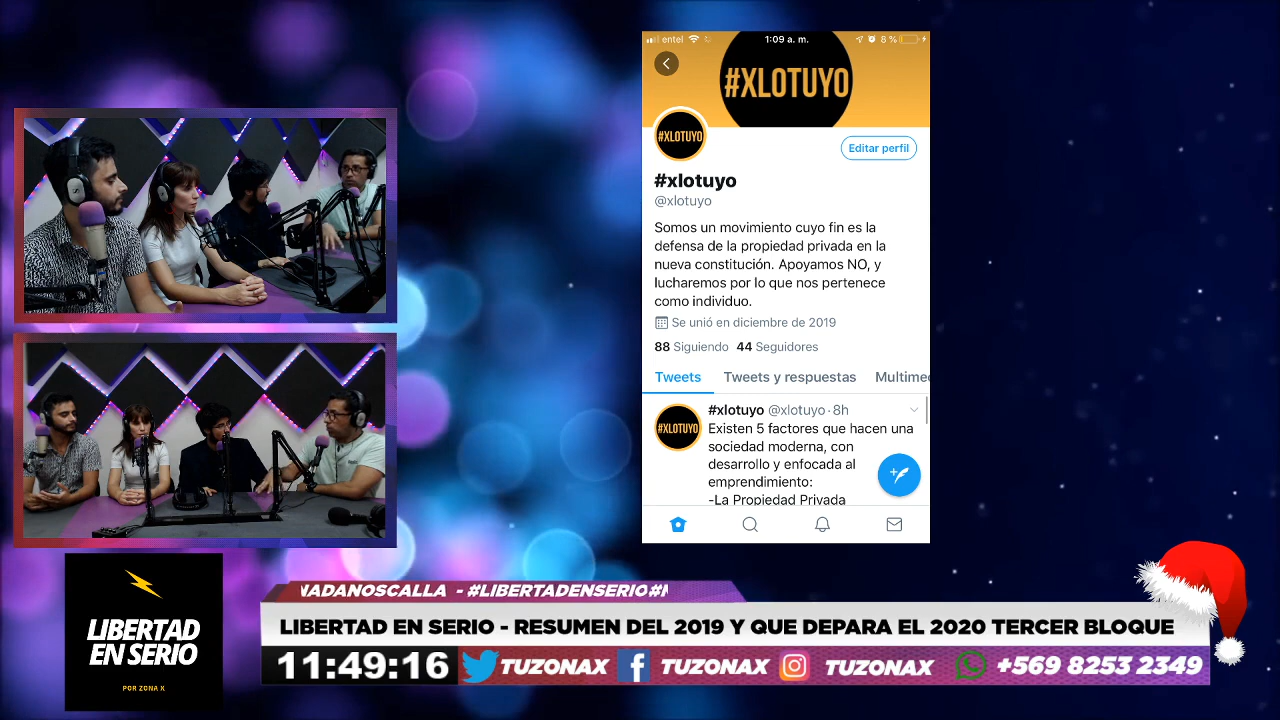 entel
1:09 a. m.
8 %
#XLOTUYO
#XLOTUYO
Editar perfil
#xlotuyo
@xlotuyo
Somos un movimiento cuyo fin es la
defensa de la propiedad privada en la
nueva constitución. Apoyamos NO, y
lucharemos por lo que nos pertenece
como individuo.
Se unió en diciembre de 2019
88 Siguiendo 44 Seguidores
Tweets Tweets y respuestas Multimed
#XLOTUYO
#xlotuyo @xlotuyo · 8h
Existen 5 factores que hacen una
sociedad moderna, con
desarrollo y enfocada al
emprendimiento:
-La Propiedad Privada
LIBERTAD
EN SERIO
POR ZONA X
NADANOSCALLA - #LIBERTADENSERIO#N
LIBERTAD EN SERIO - RESUMEN DEL 2019 Y QUE DEPARA EL 2020 TERCER BLOQUE
11:49:16 TUZONAX TUZONAX TUZONAX +569 8253 2349